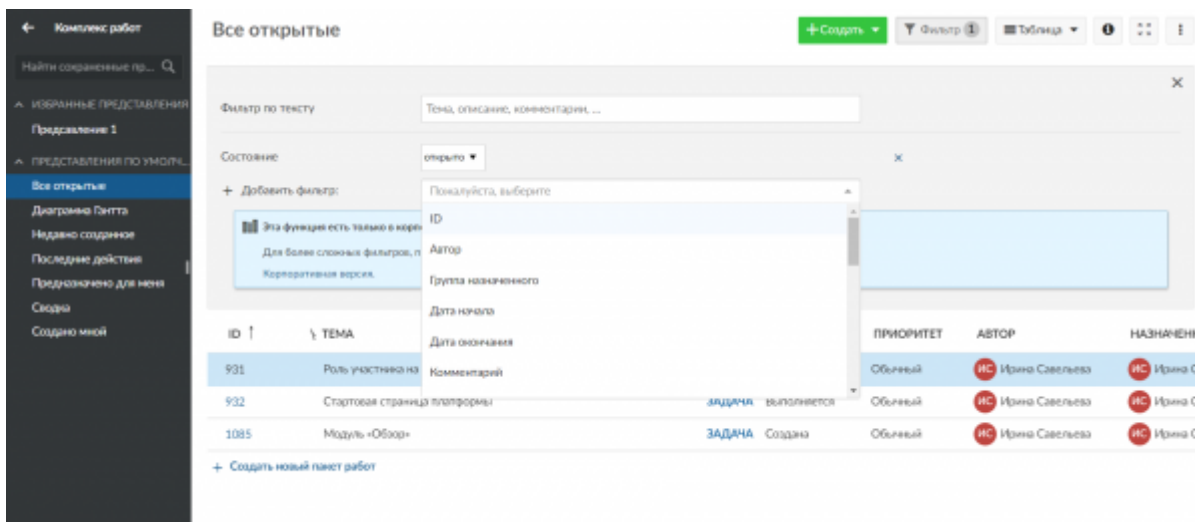 Комплекс работ
Все открытые
+ Создать
Фильтр 1
Таблица
Найти сохраненные пр... 
ИЗБРАННЫЕ ПРЕДСТАВЛЕНИЯ
Представление 1
ПРЕДСТАВЛЕНИЯ ПО УМОЛЧ...
Все открытые
Диаграмма Гантта
Недавно созданное
Последние действия
Предназначено для меня
Сводка
Создано мной
Фильтр по тексту
Тема, описание, комментарии, ...
Состояние
открыто
+ Добавить фильтр:
Пожалуйста, выберите
ID
Автор
Группа назначенного
Дата начала
Дата окончания
Комментарий
Эта функция есть только в корп
Для более сложных фильтров, п
Корпоративная версия.
ID ТЕМА ПРИОРИТЕТ АВТОР НАЗНАЧЕН
931 Роль участника на Обычный ИС Ирина Савельева ИС Ирина С
932 Стартовая страница платформы ЗАДАЧА Выполняется Обычный ИС Ирина Савельева ИС Ирина С
1085 Модуль «Обзор» ЗАДАЧА Создана Обычный ИС Ирина Савельева ИС Ирина С
+ Создать новый пакет работ